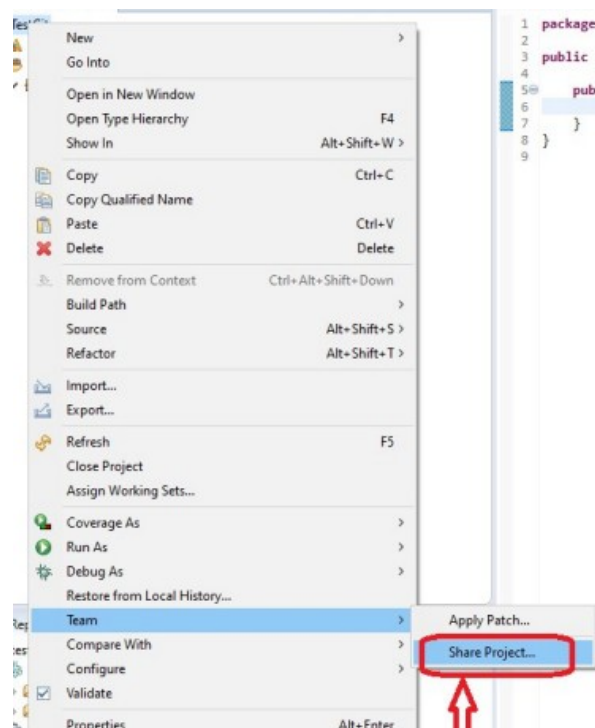 New
Go Into
Open in New Window
Open Type Hierarchy F4
Show In Alt+Shift+W >
Copy Ctrl+C
Copy Qualified Name
Paste Ctrl+V
Delete Delete
Remove from Context Ctrl+Alt+Shift+Down
Build Path
Source Alt+Shift+S >
Refactor Alt+Shift+T >
Import...
Export...
Refresh F5
Close Project
Assign Working Sets...
Coverage As
Run As
Debug As
Restore from Local History...
Team
Compare With
Configure
Validate
Properties Alt+Enter
Apply Patch...
Share Project...
1 package
2
3 public
4
5 pub
6
7 }
8 }
9